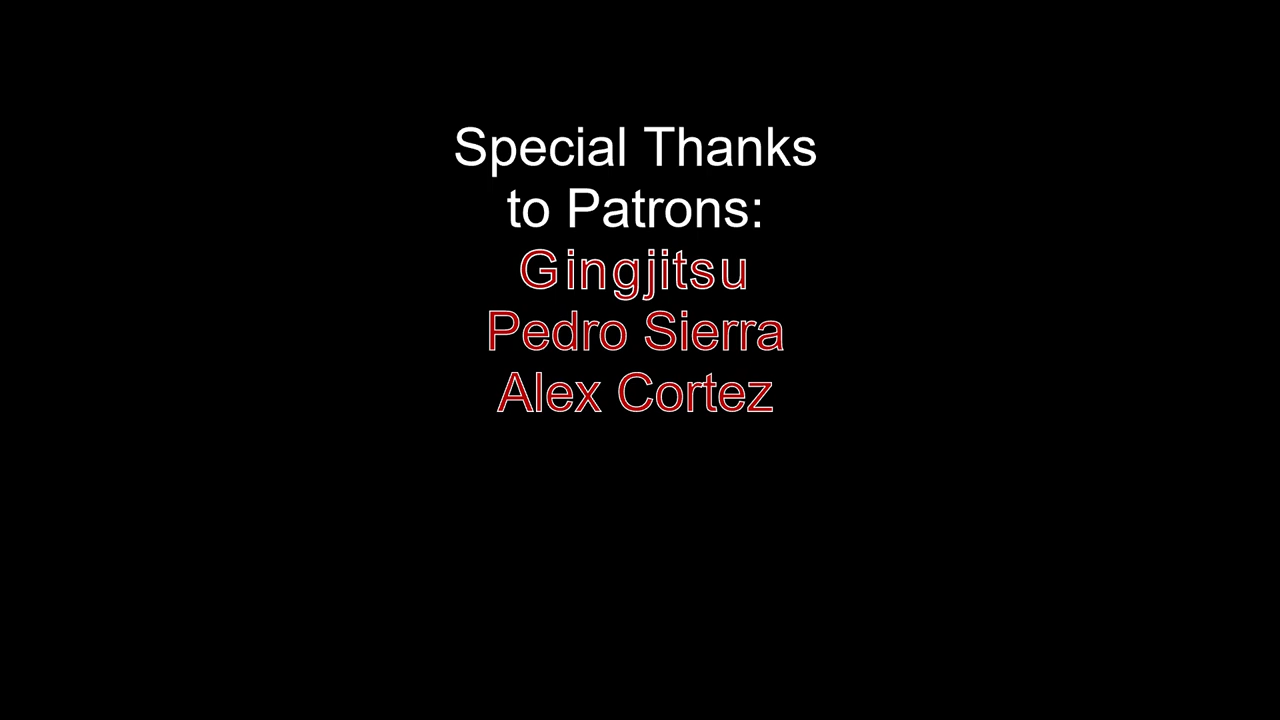 Special Thanks
to Patrons:
Gingjitsu
Pedro Sierra
Alex Cortez